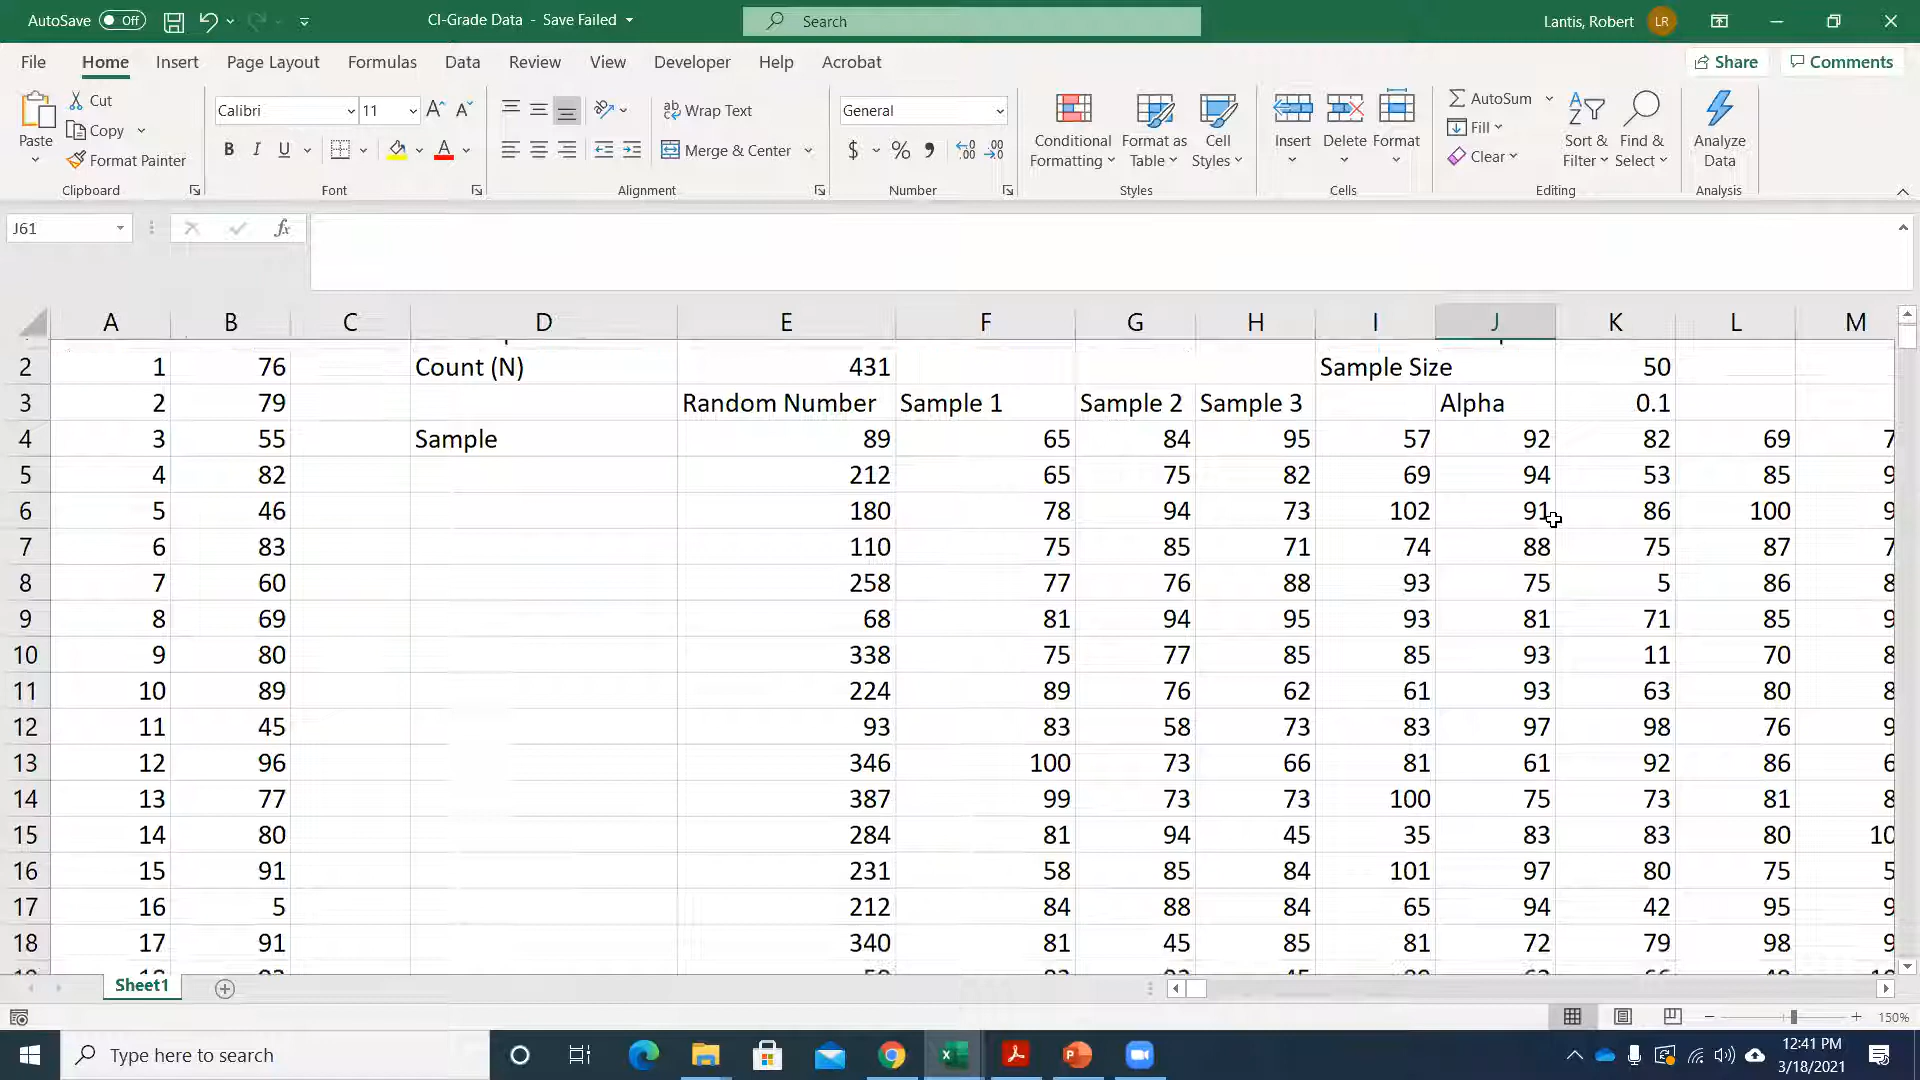 AutoSave Off CI-Grade Data - Save Failed Search Lantis, Robert LR
File Home Insert Page Layout Formulas Data Review View Developer Help Acrobat Share Comments
Paste Cut Copy Format Painter
Clipboard
Calibri 11
B I U A
Font
Wrap Text
Merge & Center
Alignment
General
$ % 9
Number
Conditional Formatting Format as Table Cell Styles
Styles
Insert Delete Format
Cells
AutoSum Fill Clear Sort & Filter Find & Select
Editing
Analyze Data
Analysis
J61 fx
A B C D E F G H I J K L M
2 1 76 Count (N) 431 Sample Size 50
3 2 79 Random Number Sample 1 Sample 2 Sample 3 Alpha 0.1
4 3 55 Sample 89 65 84 95 57 92 82 69
5 4 82 212 65 75 82 69 94 53 85
6 5 46 180 78 94 73 102 91 86 100
7 6 83 110 75 85 71 74 88 75 87
8 7 60 258 77 76 88 93 75 5 86
9 8 69 68 81 94 95 93 81 71 85
10 9 80 338 75 77 85 85 93 11 70
11 10 89 224 89 76 62 61 93 63 80
12 11 45 93 83 58 73 83 97 98 76
13 12 96 346 100 73 66 81 61 92 86
14 13 77 387 99 73 73 100 75 73 81
15 14 80 284 81 94 45 35 83 83 80
16 15 91 231 58 85 84 101 97 80 75
17 16 5 212 84 88 84 65 94 42 95
18 17 91 340 81 45 85 81 72 79 98
Sheet1
150%
Type here to search
12:41 PM
3/18/2021